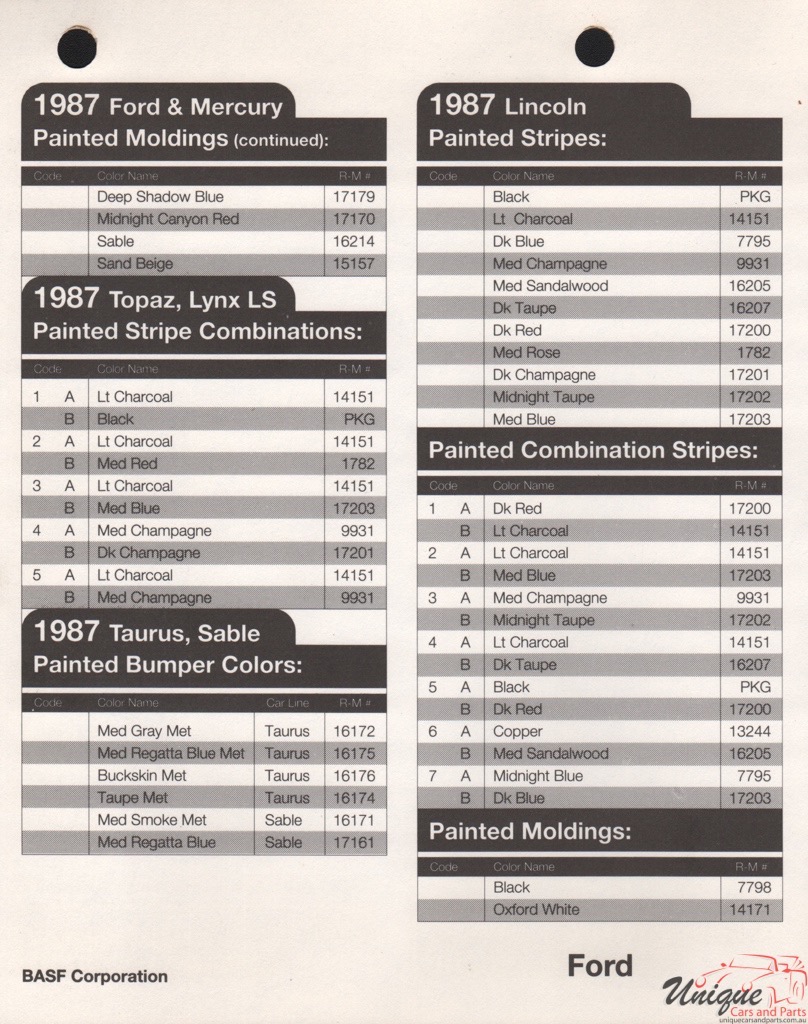 1987 Ford & Mercury
Painted Moldings (continued):
Code Color Name R-M #
Deep Shadow Blue 17179
Midnight Canyon Red 17170
Sable 16214
Sand Beige 15157
1987 Topaz, Lynx LS
Painted Stripe Combinations:
Code Color Name R-M #
1 A Lt Charcoal 14151
B Black PKG
2 A Lt Charcoal 14151
B Med Red 1782
3 A Lt Charcoal 14151
B Med Blue 17203
4 A Med Champagne 9931
B Dk Champagne 17201
5 A Lt Charcoal 14151
B Med Champagne 9931
1987 Taurus, Sable
Painted Bumper Colors:
Code Color Name Car Line R-M #
Med Gray Met Taurus 16172
Med Regatta Blue Met Taurus 16175
Buckskin Met Taurus 16176
Taupe Met Taurus 16174
Med Smoke Met Sable 16171
Med Regatta Blue Sable 17161
1987 Lincoln
Painted Stripes:
Code Color Name R-M #
Black PKG
Lt Charcoal 14151
Dk Blue 7795
Med Champagne 9931
Med Sandalwood 16205
Dk Taupe 16207
Dk Red 17200
Med Rose 1782
Dk Champagne 17201
Midnight Taupe 17202
Med Blue 17203
Painted Combination Stripes:
Code Color Name R-M #
1 A Dk Red 17200
B Lt Charcoal 14151
2 A Lt Charcoal 14151
B Med Blue 17203
3 A Med Champagne 9931
B Midnight Taupe 17202
4 A Lt Charcoal 14151
B Dk Taupe 16207
5 A Black PKG
B Dk Red 17200
6 A Copper 13244
B Med Sandalwood 16205
7 A Midnight Blue 7795
B Dk Blue 17203
Painted Moldings:
Code Color Name R-M #
Black 7798
Oxford White 14171
BASF Corporation
Ford
Unique
Cars and Parts
uniquecarsandparts.com.au